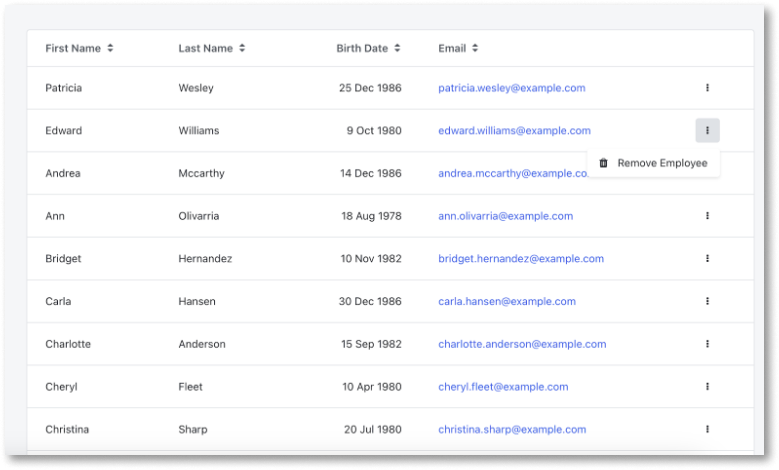 First Name Last Name Birth Date Email
Patricia Wesley 25 Dec 1986 patricia.wesley@example.com
Edward Williams 9 Oct 1980 edward.williams@example.com
Remove Employee
Andrea Mccarthy 14 Dec 1986 andrea.mccarthy@example.co
Ann Olivarria 18 Aug 1978 ann.olivarria@example.com
Bridget Hernandez 10 Nov 1982 bridget.hernandez@example.com
Carla Hansen 30 Dec 1986 carla.hansen@example.com
Charlotte Anderson 15 Sep 1982 charlotte.anderson@example.com
Cheryl Fleet 10 Apr 1980 cheryl.fleet@example.com
Christina Sharp 20 Jul 1980 christina.sharp@example.com